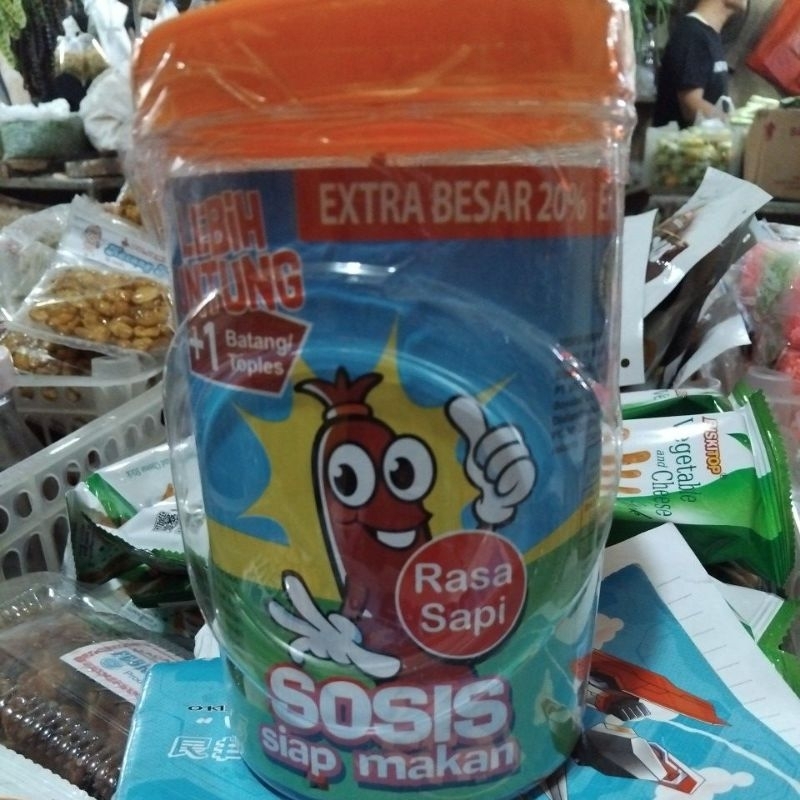 EXTRA BESAR 20%
LEBIH
UNTUNG
+1 Batang/
Toples
Rasa
Sapi
SOSIS
siap makan
Vegetable
and Cheese